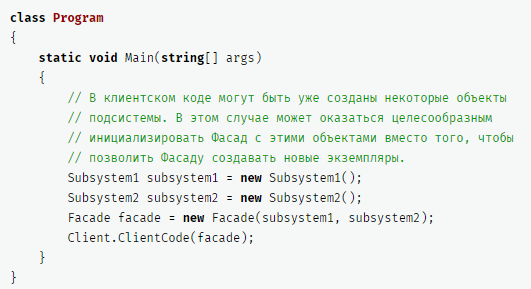 class Program
{
    static void Main(string[] args)
    {
        // В клиентском коде могут быть уже созданы некоторые объекты
        // подсистемы. В этом случае может оказаться целесообразным
        // инициализировать Фасад с этими объектами вместо того, чтобы
        // позволить Фасаду создавать новые экземпляры.
        Subsystem1 subsystem1 = new Subsystem1();
        Subsystem2 subsystem2 = new Subsystem2();
        Facade facade = new Facade(subsystem1, subsystem2);
        Client.ClientCode(facade);
    }
}